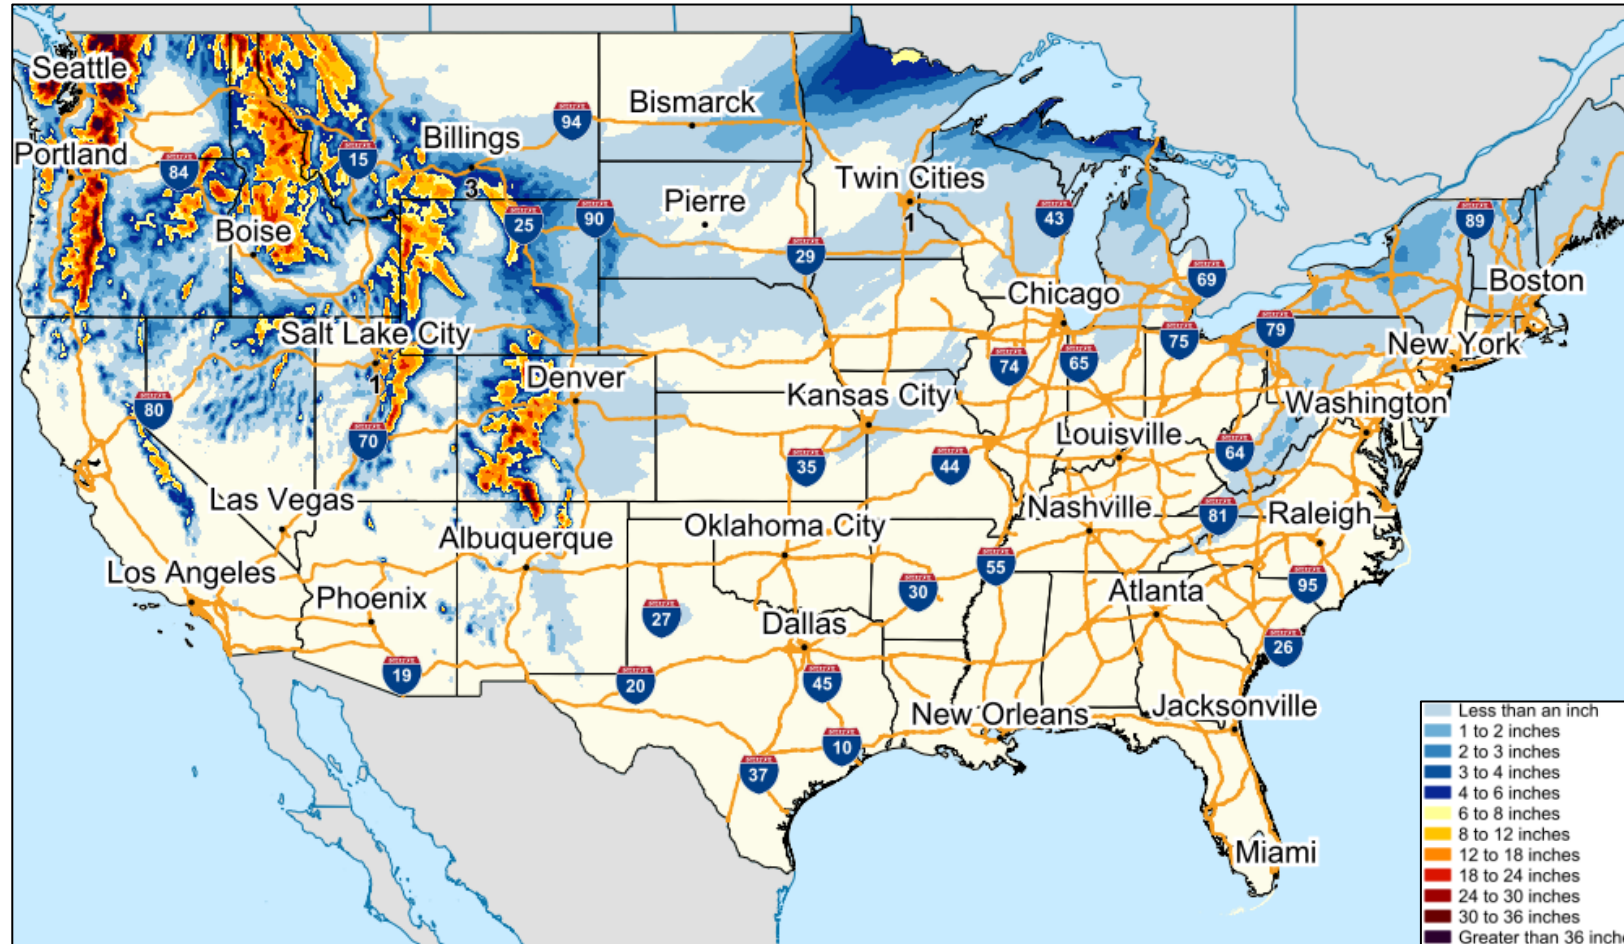 Seattle
Bismarck
94
Billings
Portland
15
84
3
Twin Cities
Pierre
25
90
43
1
89
Boise
29
69
Boston
Chicago
Salt Lake City
79
75
New York
74
65
Denver
1
Kansas City
Washington
80
70
Louisville
64
35
44
Las Vegas
Nashville
81
Raleigh
Albuquerque
Oklahoma City
55
Los Angeles
Phoenix
30
Atlanta
95
27
Dallas
26
19
20
45
New Orleans
Jacksonville
10
37
Miami
Less than an inch
1 to 2 inches
2 to 3 inches
3 to 4 inches
4 to 6 inches
6 to 8 inches
8 to 12 inches
12 to 18 inches
18 to 24 inches
24 to 30 inches
30 to 36 inches
Greater than 36 inch